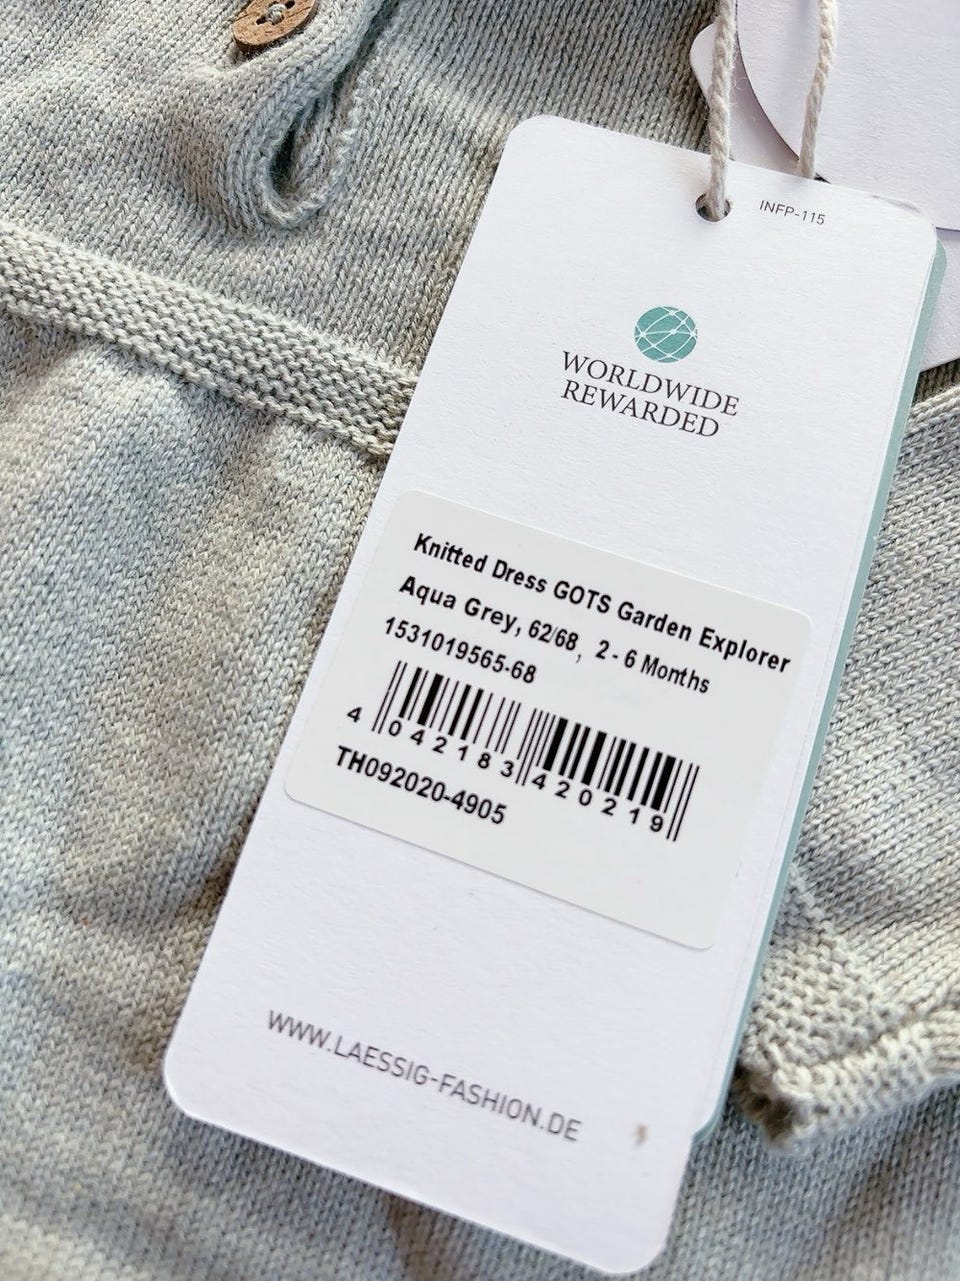 INFP-115
WORLDWIDE
REWARDED
Knitted Dress GOTS Garden Explorer
Aqua Grey, 62/68, 2 - 6 Months
1531019565-68
4 042183 420219
TH092020-4905
WWW.LAESSIG-FASHION.DE